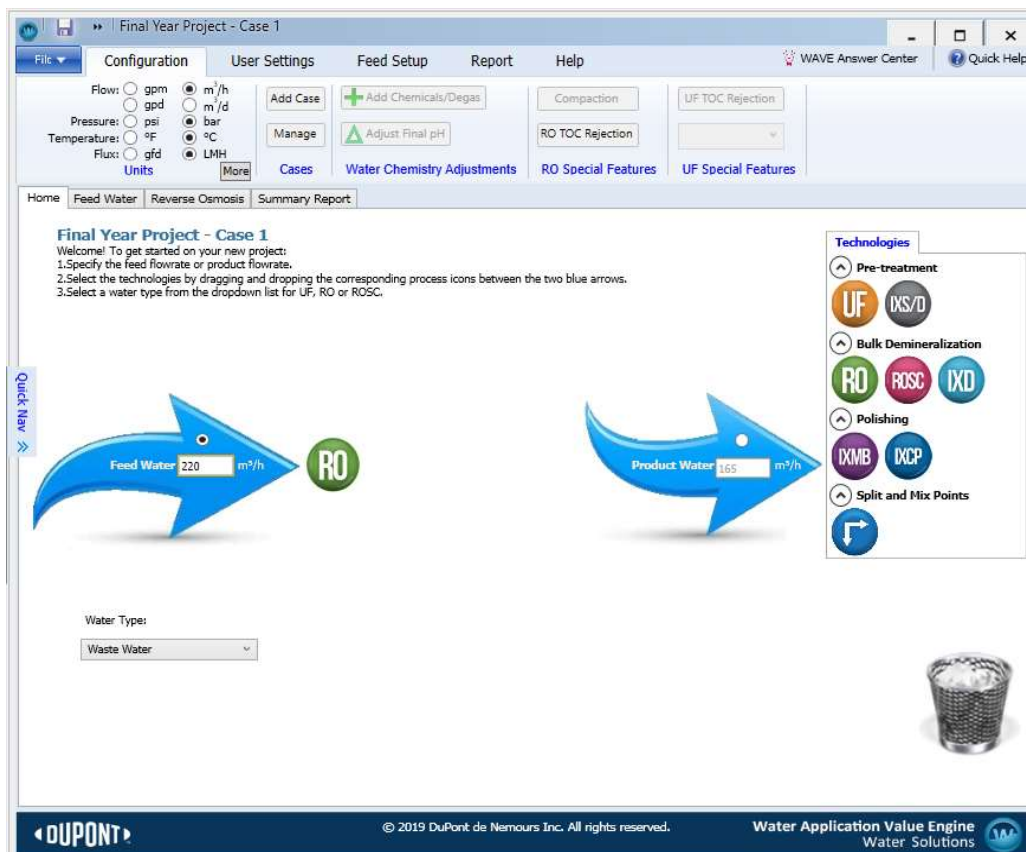 Final Year Project - Case 1
File Configuration User Settings Feed Setup Report Help WAVE Answer Center Quick Help
Flow: gpm m³/h
gpd m³/d
Pressure: psi bar
Temperature: °F °C
Flux: gfd LMH
Units More
Add Case
Manage
Cases
Add Chemicals/Degas
Adjust Final pH
Water Chemistry Adjustments
Compaction
RO TOC Rejection
RO Special Features
UF TOC Rejection
UF Special Features
Home Feed Water Reverse Osmosis Summary Report
Final Year Project - Case 1
Welcome! To get started on your new project:
1.Specify the feed flowrate or product flowrate.
2.Select the technologies by dragging and dropping the corresponding process icons between the two blue arrows.
3.Select a water type from the dropdown list for UF, RO or ROSC.
Quick Nav
Feed Water 220 m³/h
RO
Product Water 165 m³/h
Technologies
Pre-treatment
UF IXS/D
Bulk Demineralization
RO ROSC IXD
Polishing
IXMB IXCP
Split and Mix Points
Water Type:
Waste Water
DUPONT
© 2019 DuPont de Nemours Inc. All rights reserved.
Water Application Value Engine
Water Solutions
W